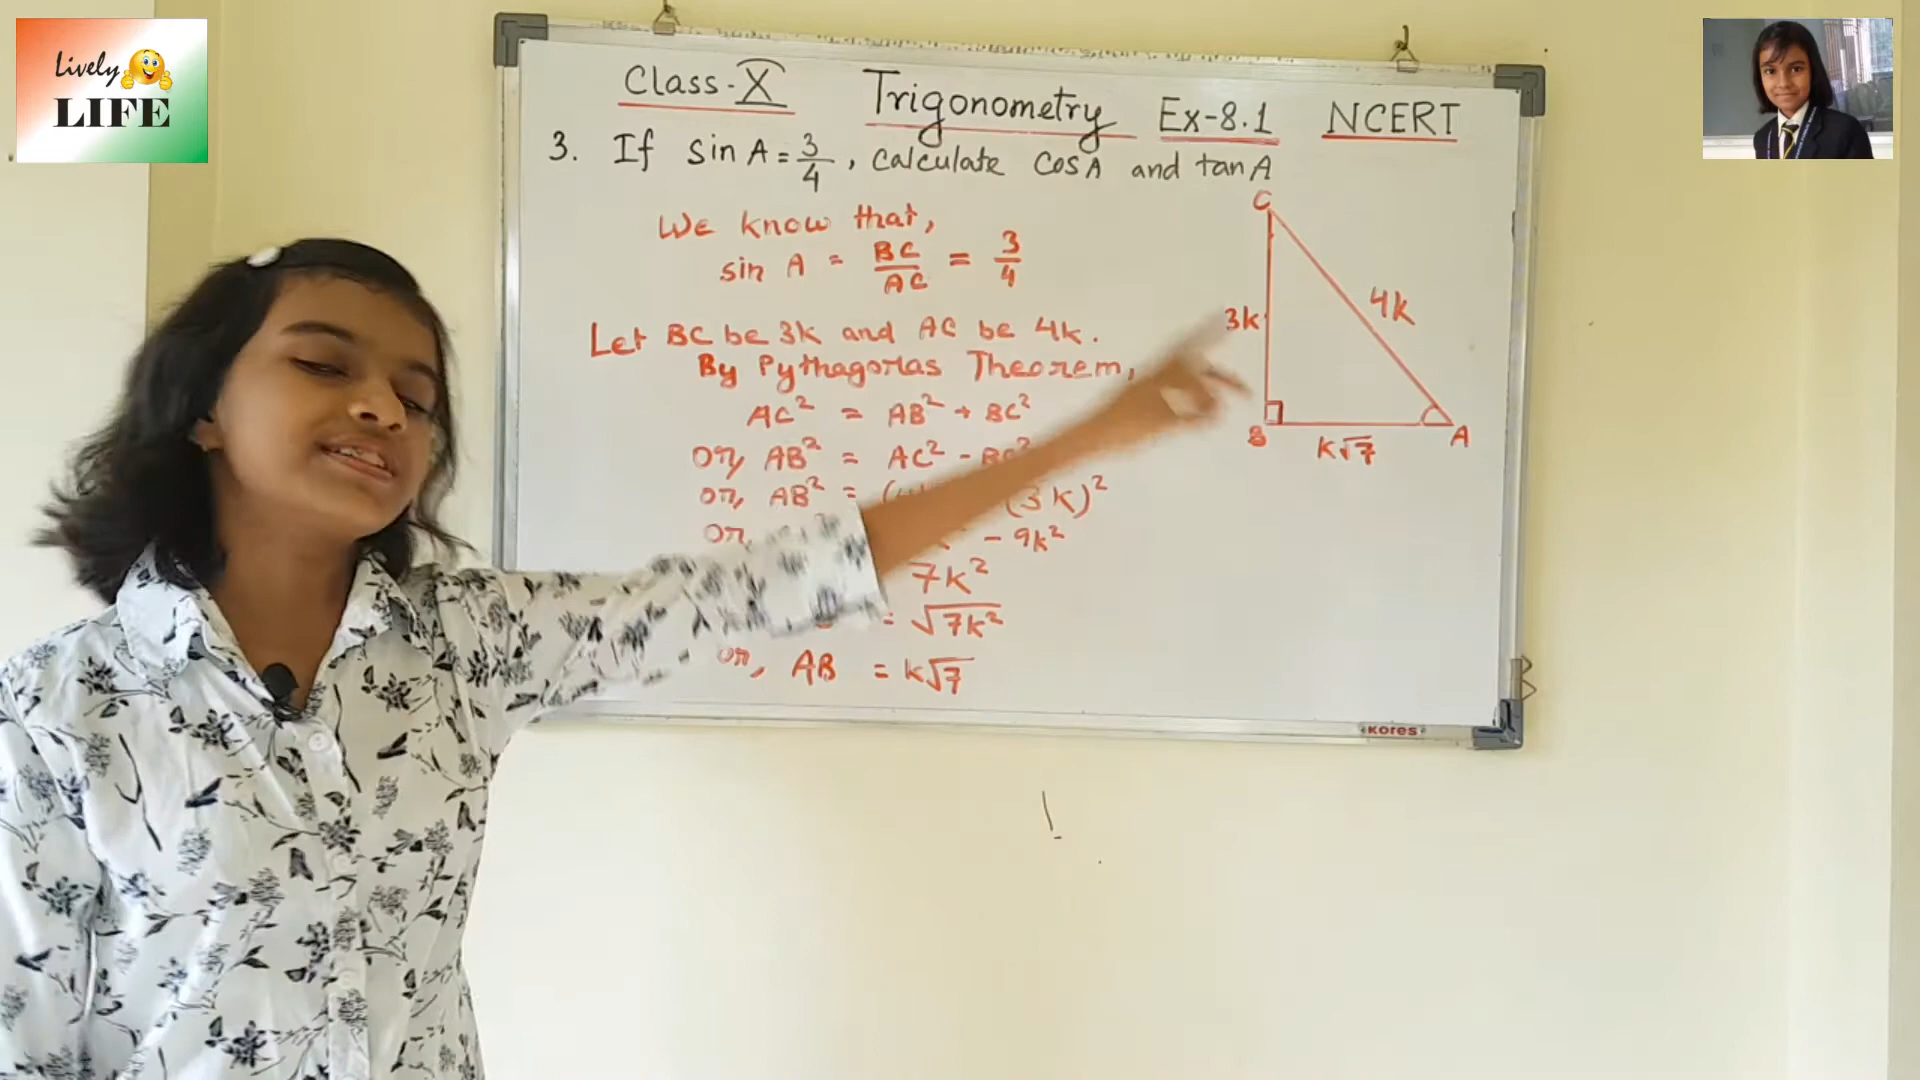 Lively
LIFE
Class-X Trigonometry Ex-8.1 NCERT
3. If sin A = 3/4, calculate cos A and tan A
We know that,
sin A = BC/AC = 3/4
Let BC be 3k and AC be 4k.
By Pythagoras Theorem,
AC² = AB² + BC²
or, AB² = AC² - BC²
or, AB² = (3k)²
or, - 9k²
7k²
= √7k²
or, AB = k√7
C
3k
4k
B
k√7
A
Kores